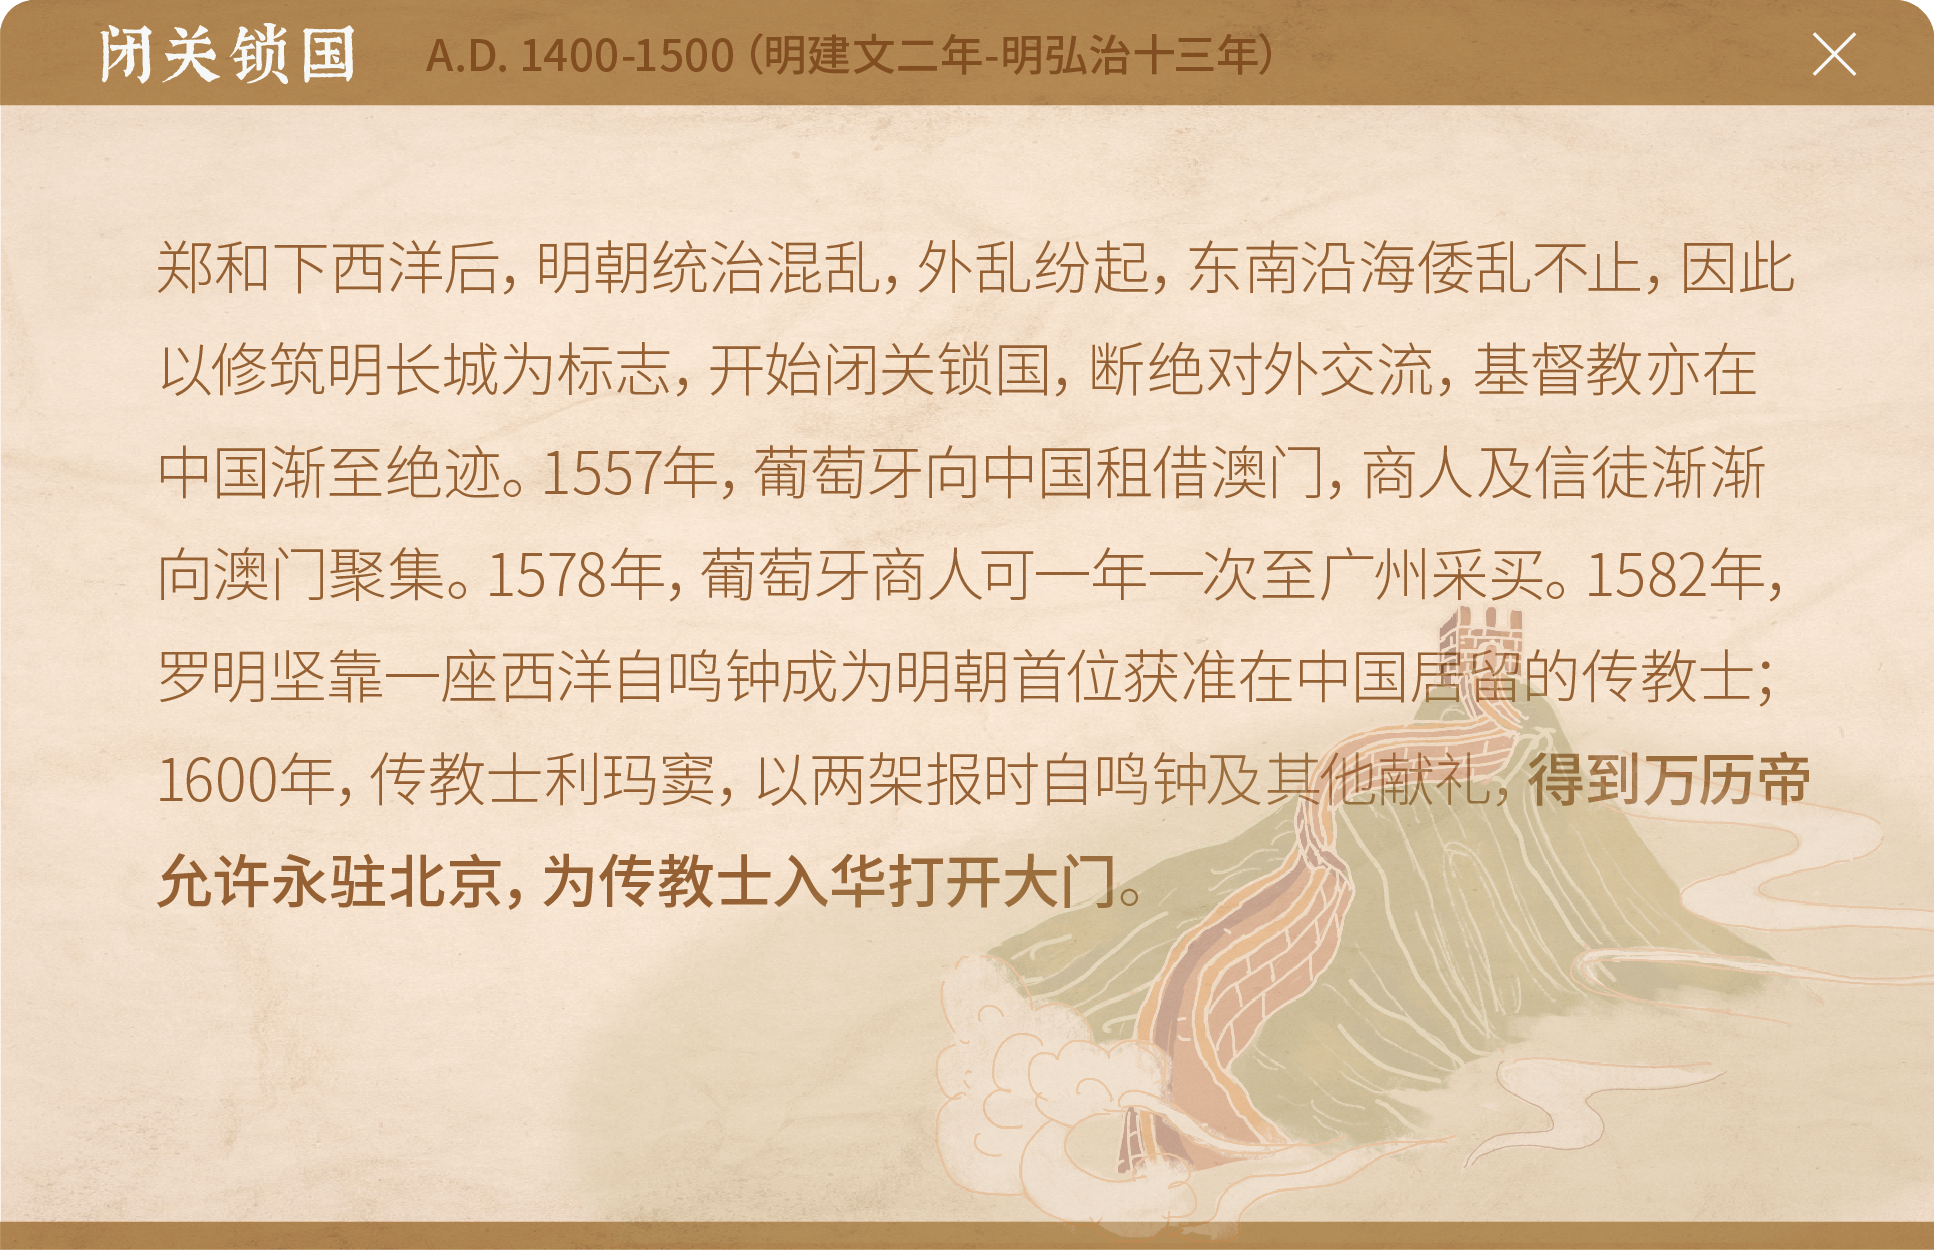 闭关锁国 A.D. 1400-1500（明建文二年-明弘治十三年）
郑和下西洋后，明朝统治混乱，外乱纷起，东南沿海倭乱不止，因此
以修筑明长城为标志，开始闭关锁国，断绝对外交流，基督教亦在
中国渐至绝迹。1557年，葡萄牙向中国租借澳门，商人及信徒渐渐
向澳门聚集。1578年，葡萄牙商人可一年一次至广州采买。1582年，
罗明坚靠一座西洋自鸣钟成为明朝首位获准在中国居留的传教士；
1600年，传教士利玛窦，以两架报时自鸣钟及其他献礼，得到万历帝
允许永驻北京，为传教士入华打开大门。